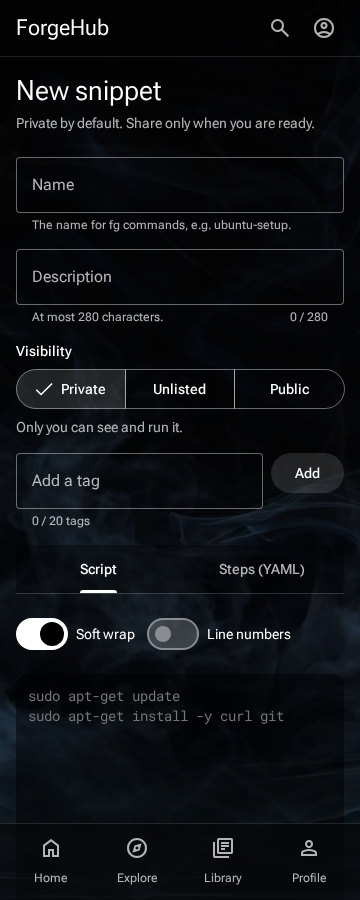 ForgeHub
New snippet
Private by default. Share only when you are ready.
Name
The name for fg commands, e.g. ubuntu-setup.
Description
At most 280 characters. 0 / 280
Visibility
Private Unlisted Public
Only you can see and run it.
Add a tag Add
0 / 20 tags
Script Steps (YAML)
Soft wrap Line numbers
sudo apt-get update
sudo apt-get install -y curl git
Home Explore Library Profile